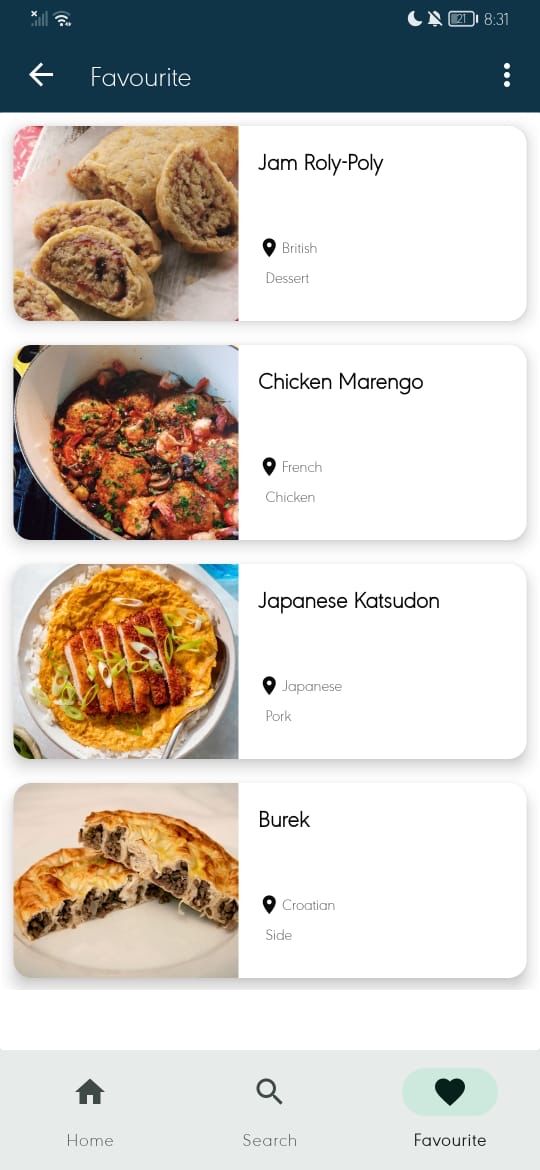 21 8:31
Favourite
Jam Roly-Poly
British
Dessert
Chicken Marengo
French
Chicken
Japanese Katsudon
Japanese
Pork
Burek
Croatian
Side
Home Search Favourite